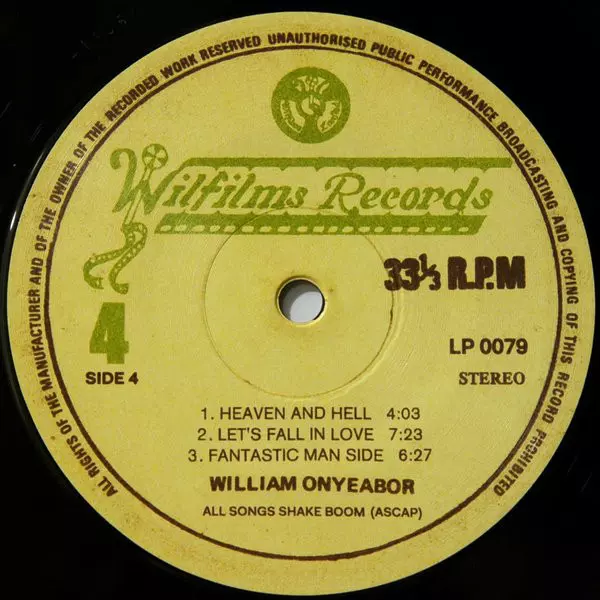 ALL RIGHTS OF THE MANUFACTURER AND OF THE OWNER OF THE RECORDED WORK RESERVED UNAUTHORISED PUBLIC PERFORMANCE BROADCASTING AND COPYING OF THIS RECORD PROHIBITED
Wilfilms Records
33⅓ R.P.M
4
SIDE 4
LP 0079
STEREO
1. HEAVEN AND HELL 4:03
2. LET'S FALL IN LOVE 7:23
3. FANTASTIC MAN SIDE 6:27
WILLIAM ONYEABOR
ALL SONGS SHAKE BOOM (ASCAP)